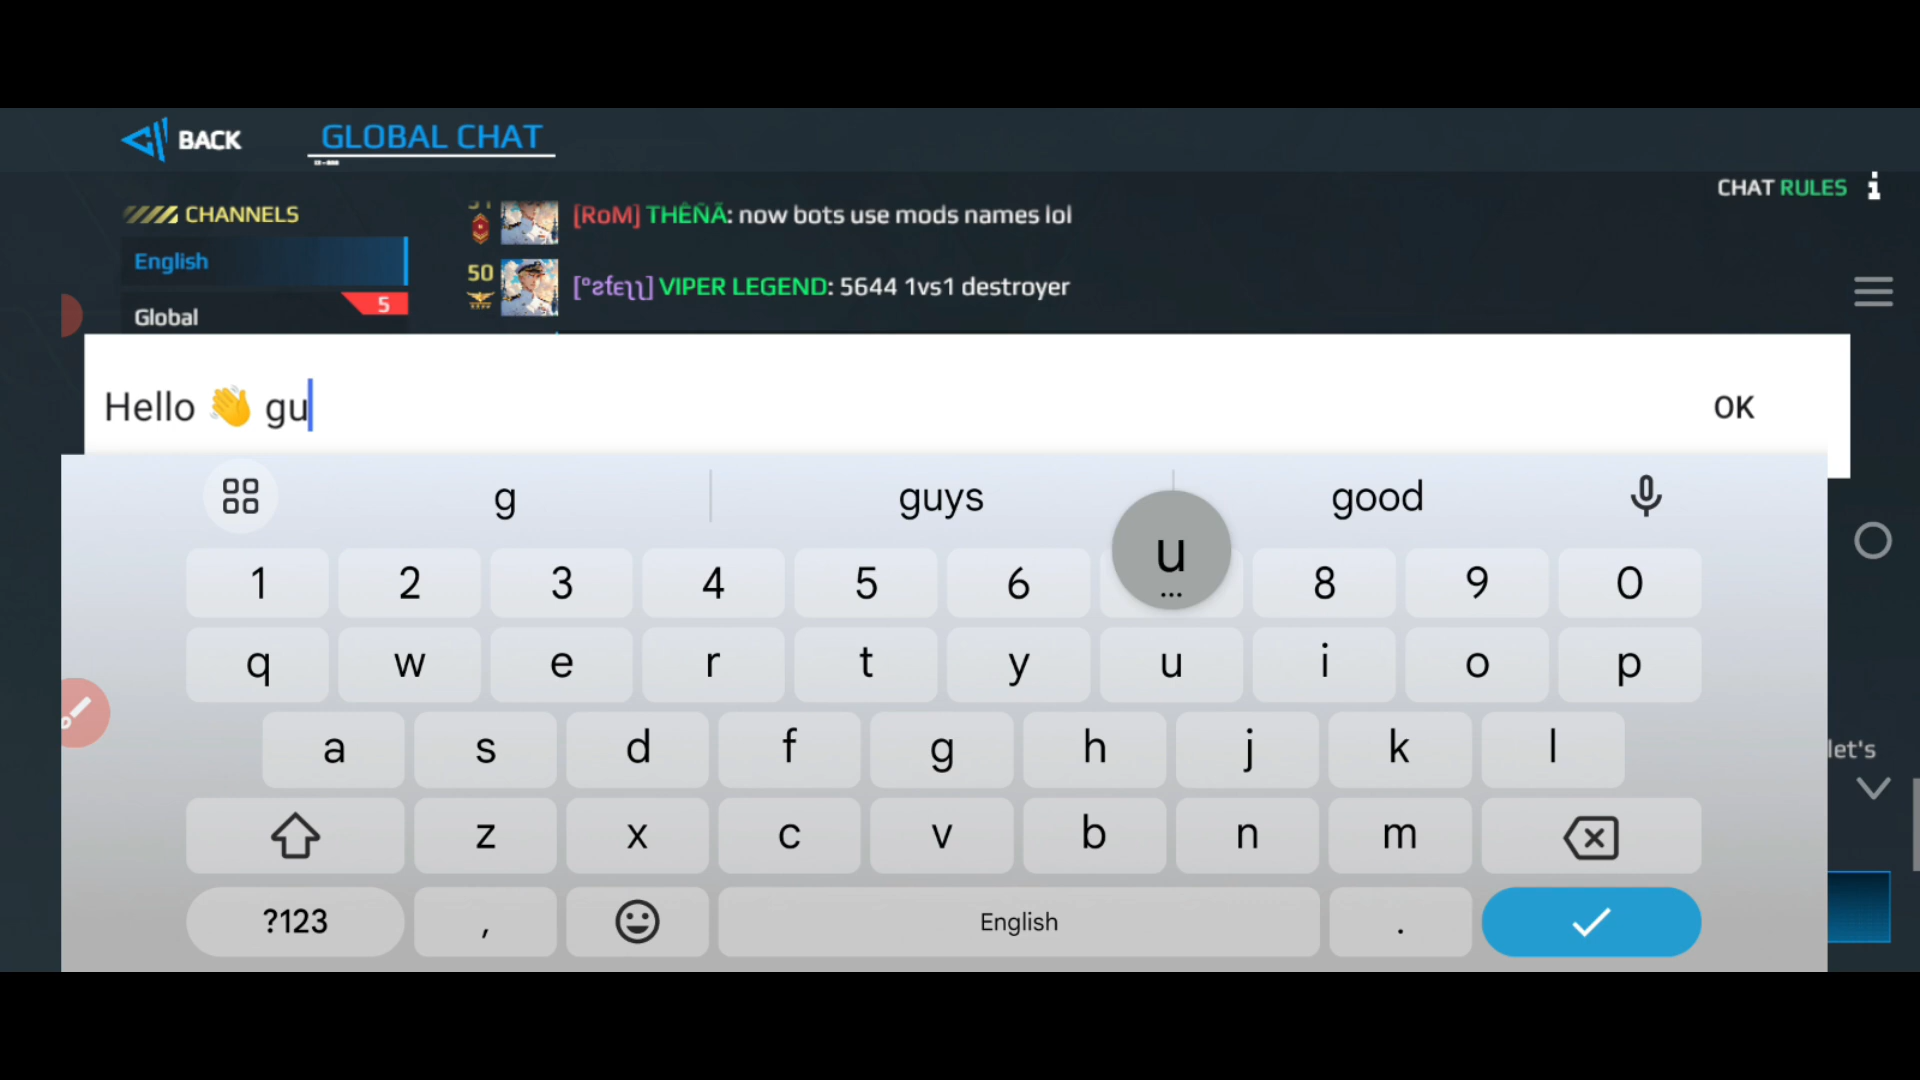 BACK
GLOBAL CHAT
CHAT RULES
CHANNELS
English
Global
5
[RoM] THÊÑÃ: now bots use mods names lol
50
VIPER LEGEND: 5644 1vs1 destroyer
Hello 👋 gu
OK
g
guys
good
1 2 3 4 5 6 u 8 9 0
...
q w e r t y u i o p
a s d f g h j k l
let's
z x c v b n m
?123 , English .